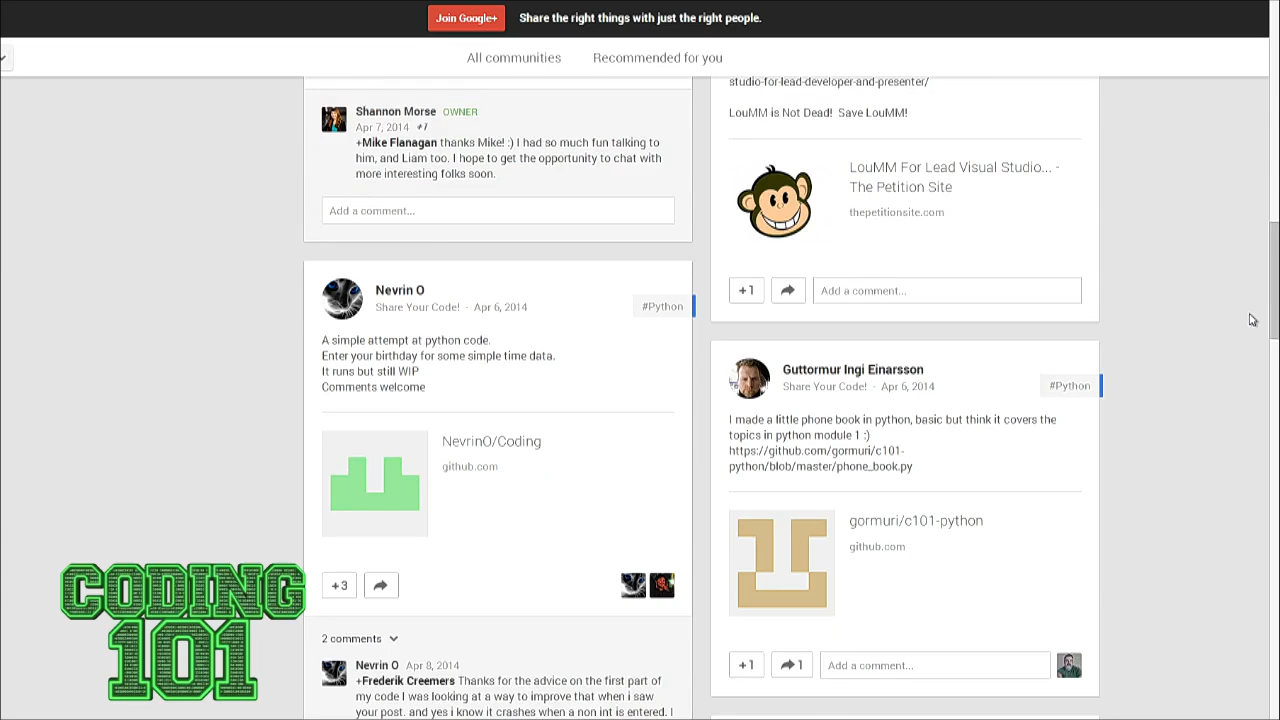 Join Google+ Share the right things with just the right people.
All communities Recommended for you
Shannon Morse OWNER
Apr 7, 2014 +1
+Mike Flanagan thanks Mike! :) I had so much fun talking to
him, and Liam too. I hope to get the opportunity to chat with
more interesting folks soon.
Add a comment...
Nevrin O
Share Your Code! - Apr 6, 2014
#Python
A simple attempt at python code.
Enter your birthday for some simple time data.
It runs but still WIP
Comments welcome
NevrinO/Coding
github.com
+3
2 comments
Nevrin O Apr 8, 2014
+Frederik Creemers Thanks for the advice on the first part of
my code I was looking at a way to improve that when i saw
your post. and yes i know it crashes when a non int is entered. I
studio-for-lead-developer-and-presenter/
LouMM is Not Dead! Save LouMM!
LouMM For Lead Visual Studio... -
The Petition Site
thepetitionsite.com
+1
Add a comment...
Guttormur Ingi Einarsson
Share Your Code! - Apr 6, 2014
#Python
I made a little phone book in python, basic but think it covers the
topics in python module 1 :)
https://github.com/gormuri/c101-
python/blob/master/phone_book.py
gormuri/c101-python
github.com
+1
1
Add a comment...
CODING
101